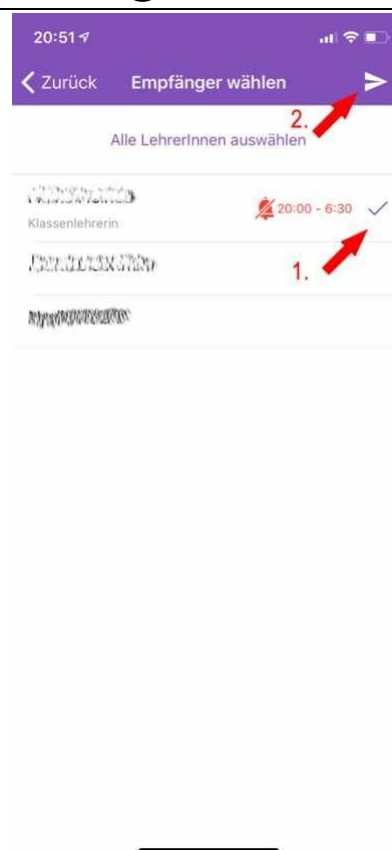 20:51
Zurück Empfänger wählen
2.
Alle LehrerInnen auswählen
20:00 - 6:30
Klassenlehrerin
1.